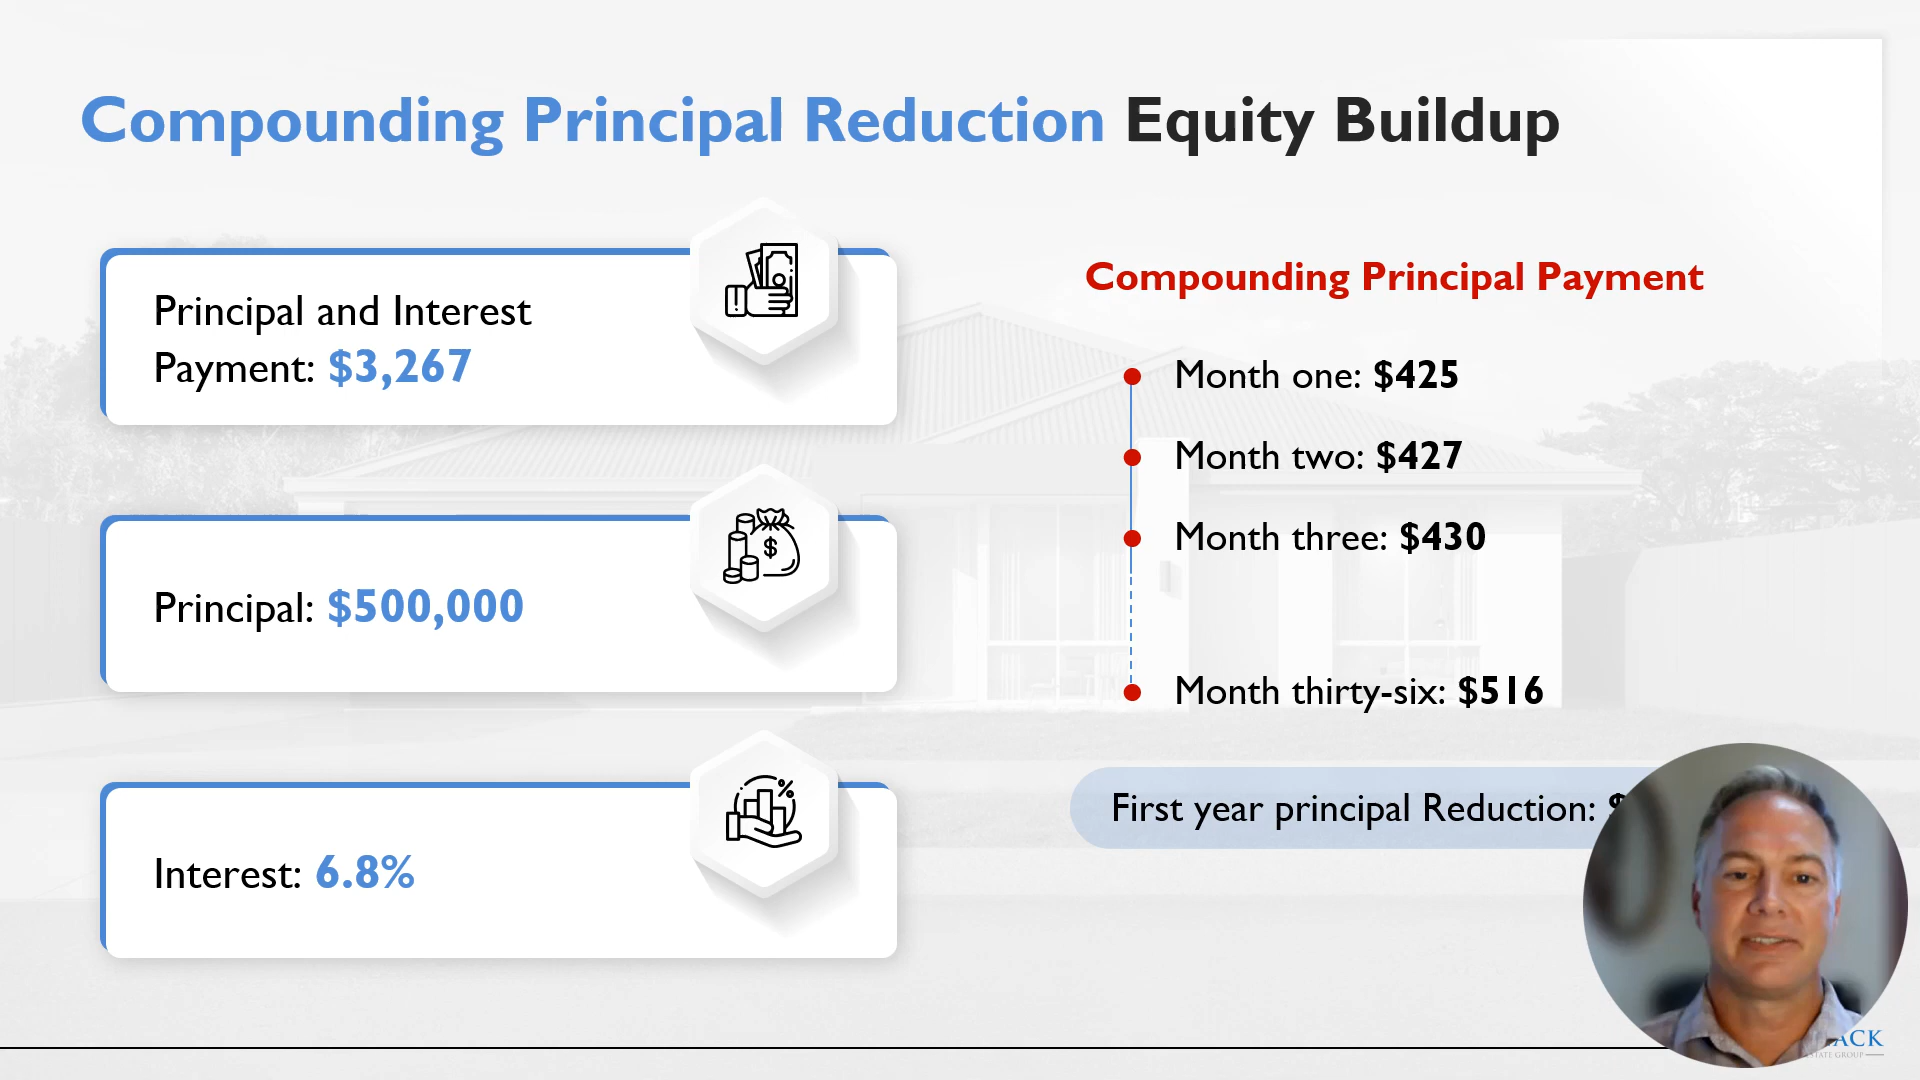 Compounding Principal Reduction Equity Buildup
Principal and Interest
Payment: $3,267
Principal: $500,000
Interest: 6.8%
Compounding Principal Payment
Month one: $425
Month two: $427
Month three: $430
Month thirty-six: $516
First year principal Reduction: $